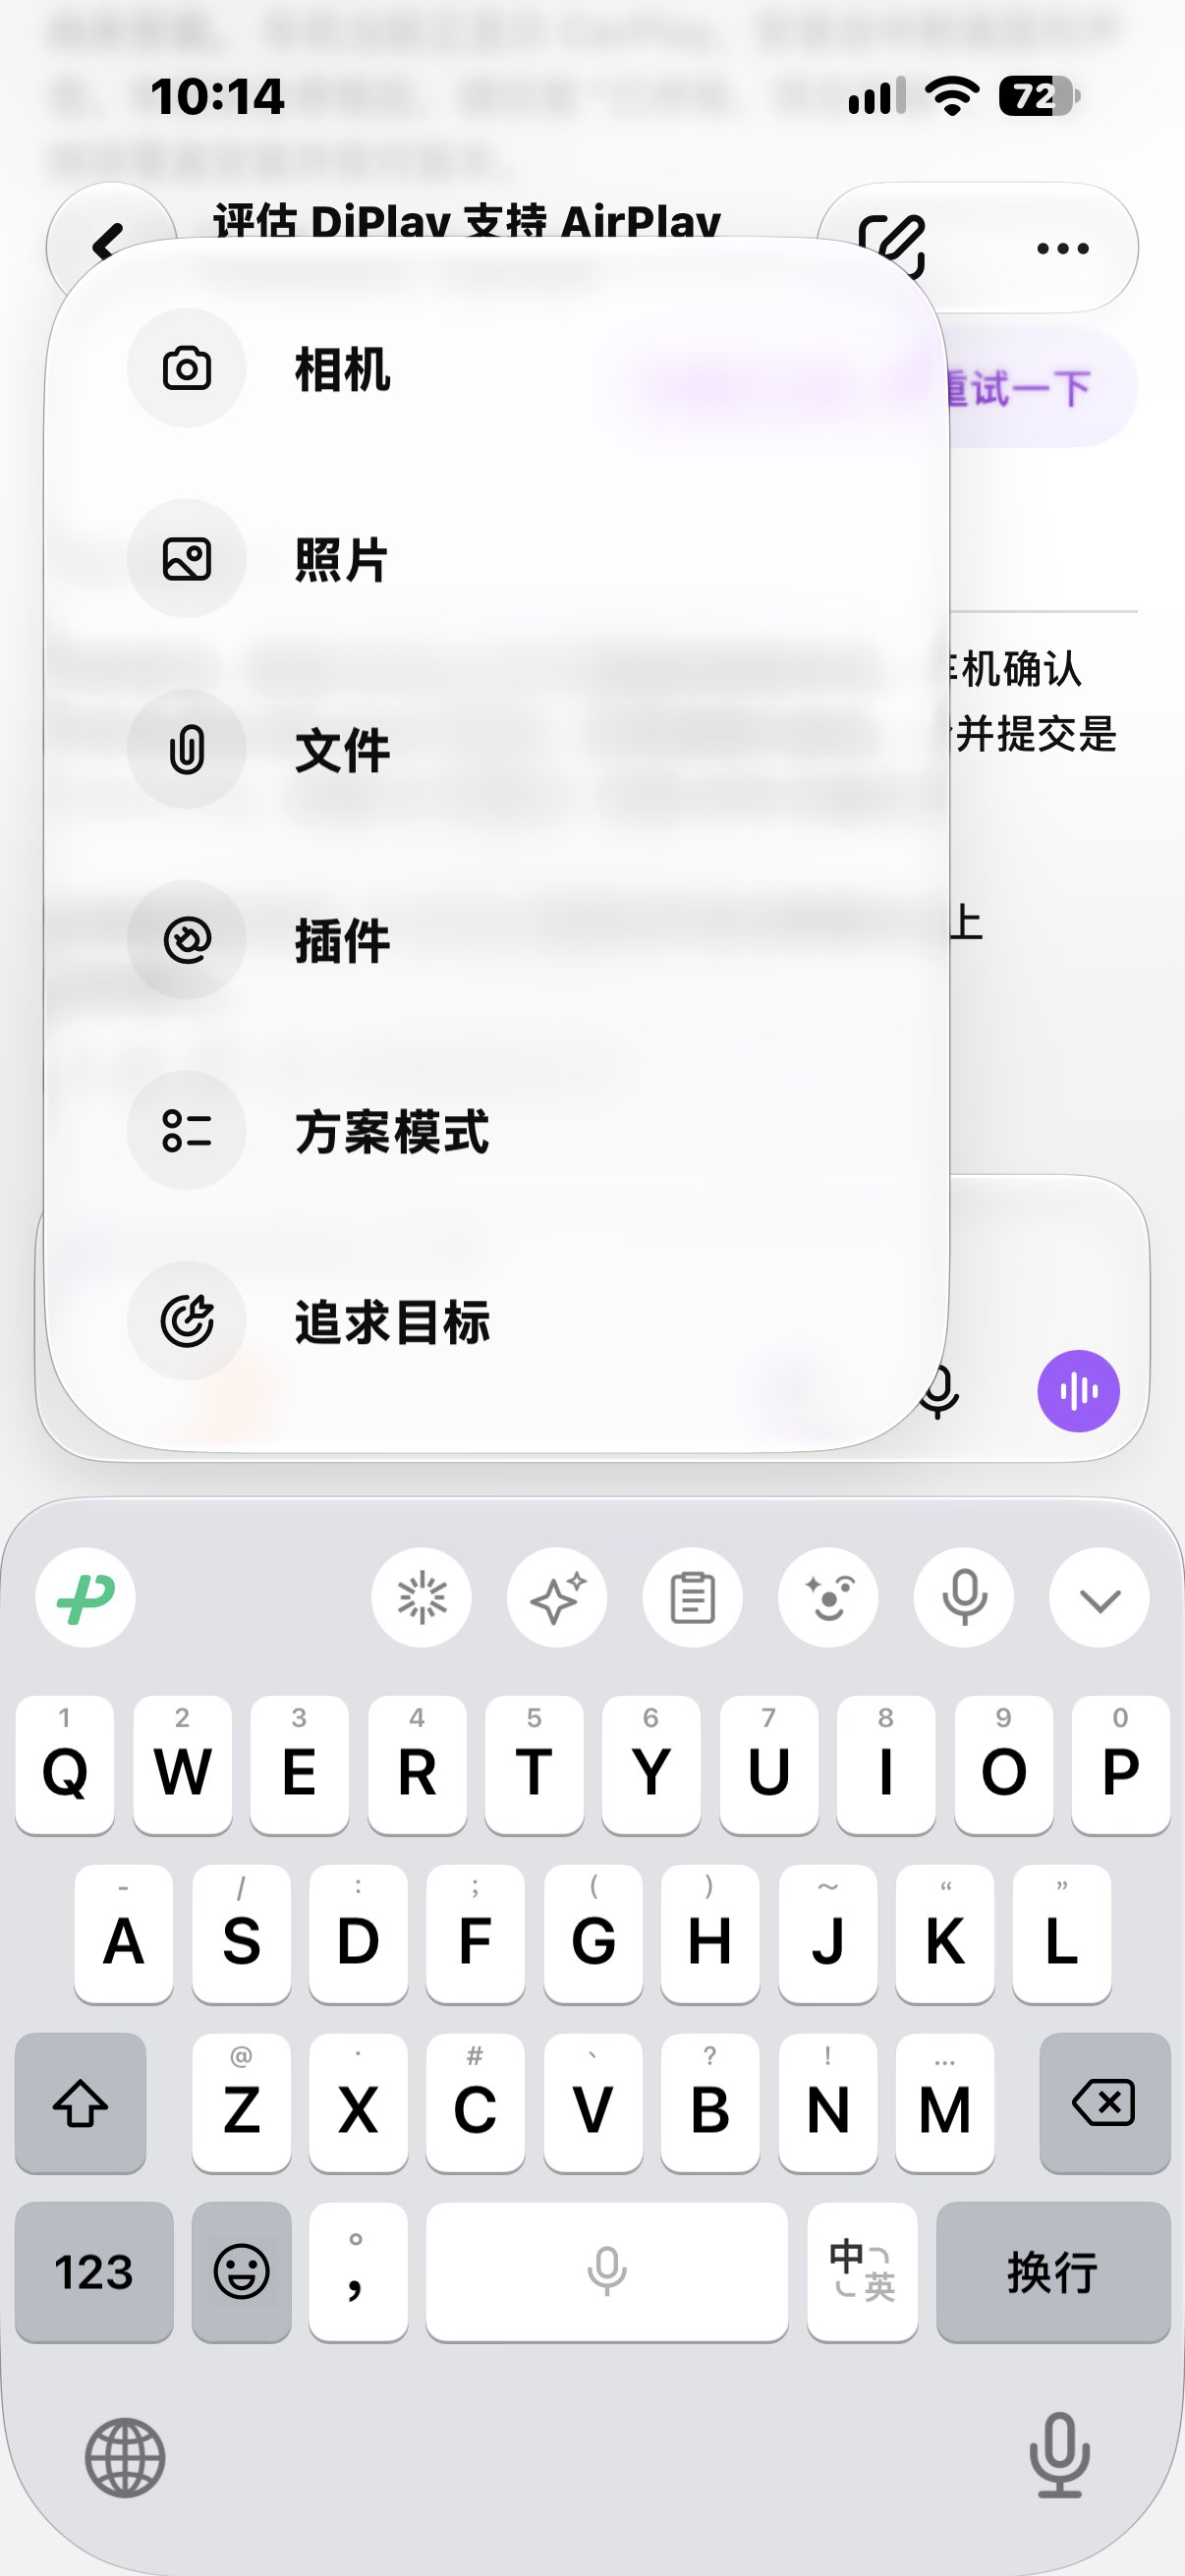 10:14
72
评估 DiPlay 支持 AirPlay
相机
重试一下
照片
机确认
文件
并提交是
插件
上
方案模式
追求目标
1 2 3 4 5 6 7 8 9 0
Q W E R T Y U I O P
- / : ; ( ) ～ “ ”
A S D F G H J K L
@ · # 、 ? ! …
Z X C V B N M
123
。
，
中
英
换行